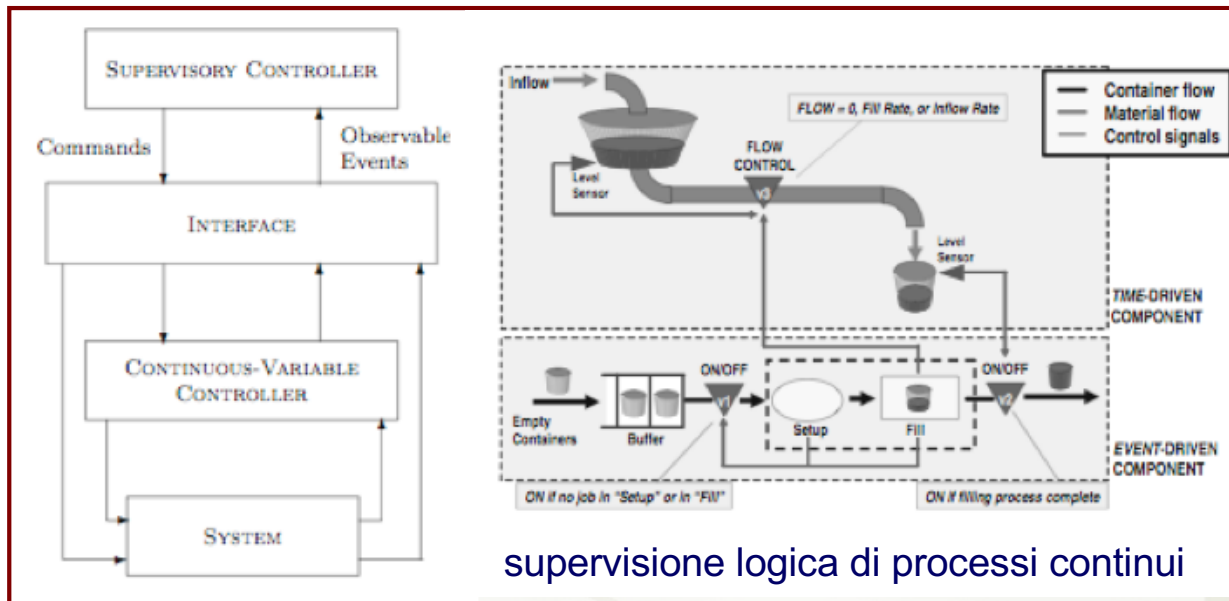 SUPERVISORY CONTROLLER
Commands
Observable
Events
INTERFACE
CONTINUOUS-VARIABLE
CONTROLLER
SYSTEM
Inflow
FLOW = 0, Fill Rate, or Inflow Rate
Container flow
Material flow
Control signals
FLOW
CONTROL
V3
Level
Sensor
Level
Sensor
TIME-DRIVEN
COMPONENT
ON/OFF
ON/OFF
V1
V2
Empty
Containers
Buffer
Setup
Fill
EVENT-DRIVEN
COMPONENT
ON if no job in "Setup" or in "Fill"
ON if filling process complete
supervisione logica di processi continui